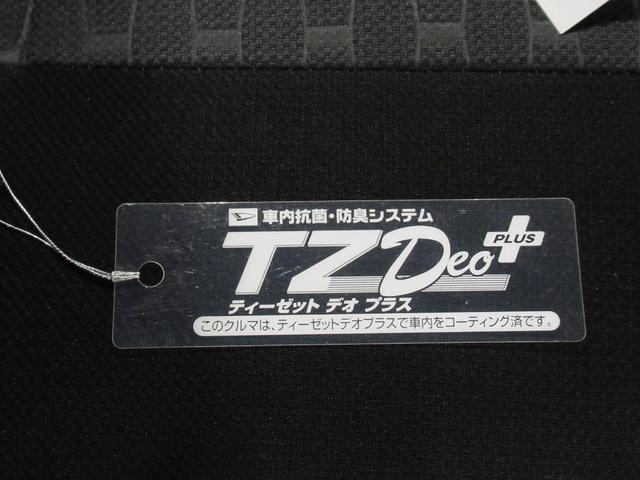 車内抗菌・防臭システム
TZ Deo PLUS
ティーゼット デオ プラス
このクルマは、ティーゼットデオプラスで車内をコーティング済です。